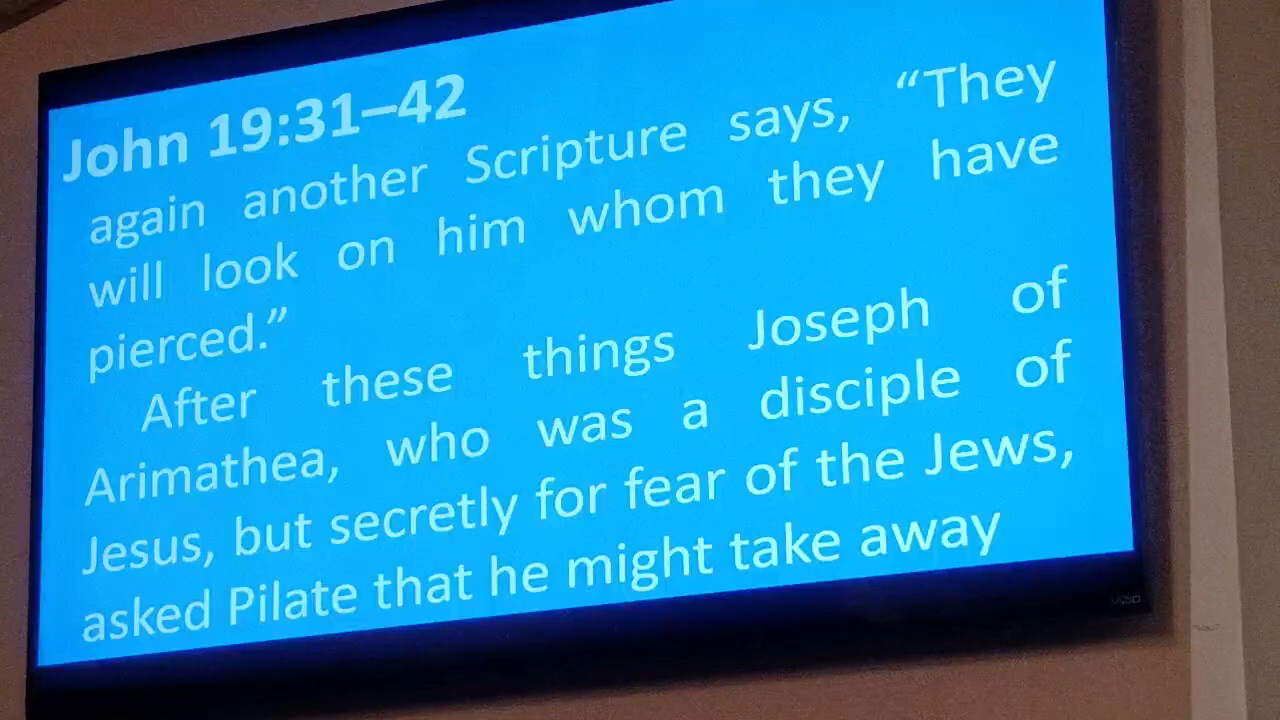 John 19:31–42
again another Scripture says, “They
will look on him whom they have
pierced.”
After these things Joseph of
Arimathea, who was a disciple of
Jesus, but secretly for fear of the Jews,
asked Pilate that he might take away
VIZIO